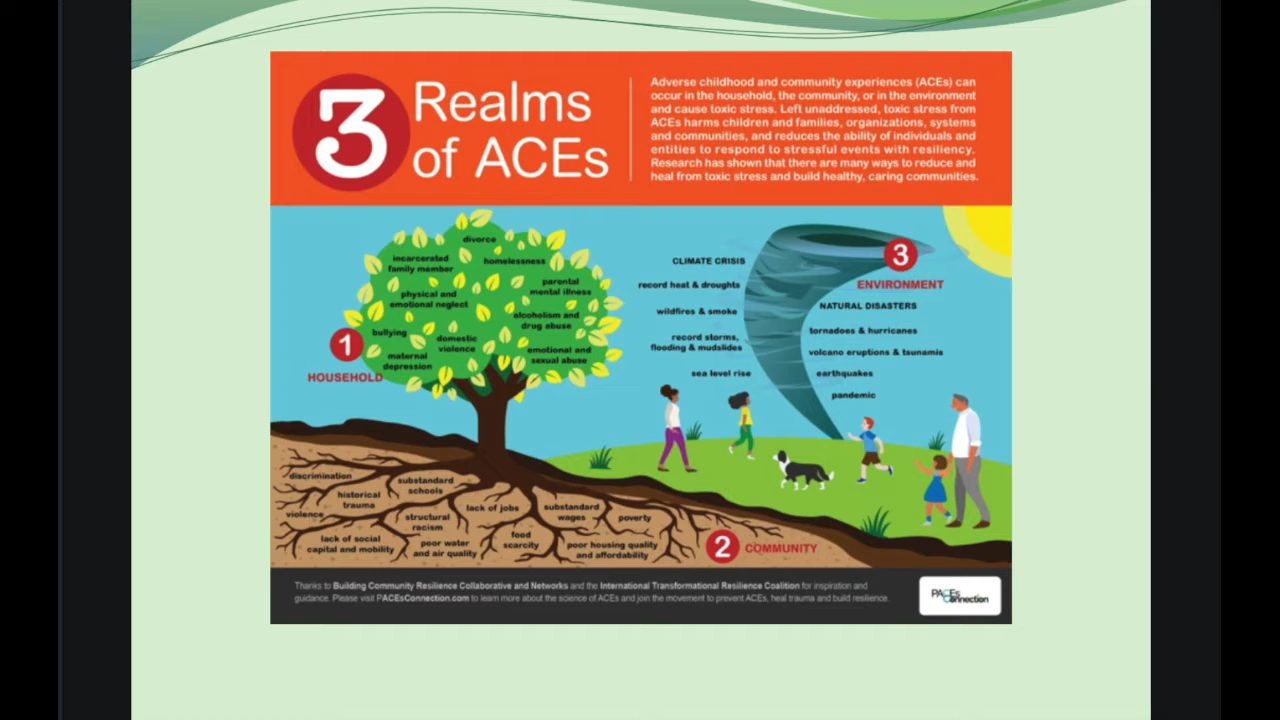 3
Realms
of ACEs
Adverse childhood and community experiences (ACEs) can
occur in the household, the community, or in the environment
and cause toxic stress. Left unaddressed, toxic stress from
ACEs harms children and families, organizations, systems
and communities, and reduces the ability of individuals and
entities to respond to stressful events with resiliency.
Research has shown that there are many ways to reduce and
heal from toxic stress and build healthy, caring communities.
1
HOUSEHOLD
divorce
incarcerated
family member
homelessness
parental
mental illness
physical and
emotional neglect
alcoholism and
drug abuse
bullying
domestic
violence
maternal
depression
emotional and
sexual abuse
3
ENVIRONMENT
CLIMATE CRISIS
record heat & droughts
wildfires & smoke
record storms,
flooding & mudslides
sea level rise
NATURAL DISASTERS
tornadoes & hurricanes
volcano eruptions & tsunamis
earthquakes
pandemic
discrimination
substandard
schools
historical
trauma
lack of jobs
substandard
wages
violence
structural
racism
poverty
lack of social
capital and mobility
poor water
and air quality
food
scarcity
poor housing quality
and affordability
2
COMMUNITY
Thanks to Building Community Resilience Collaborative and Networks and the International Transformational Resilience Coalition for inspiration and
guidance. Please visit PACEsConnection.com to learn more about the science of ACEs and join the movement to prevent ACEs, heal trauma and build resilience.
PACEs
Connection